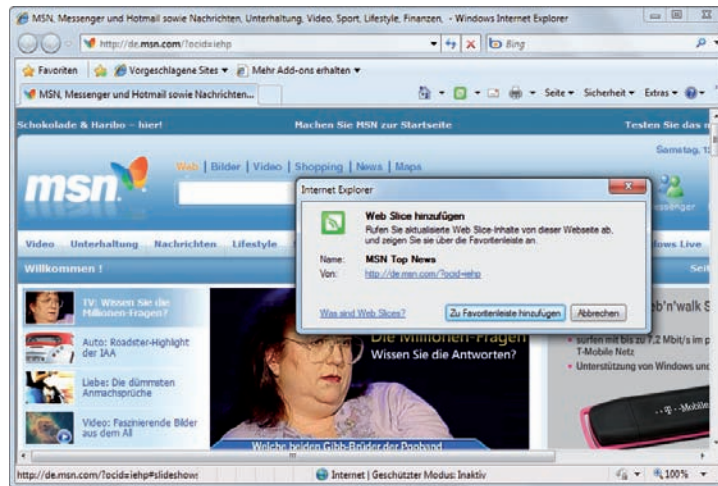 MSN, Messenger und Hotmail sowie Nachrichten, Unterhaltung, Video, Sport, Lifestyle, Finanzen, - Windows Internet Explorer
http://de.msn.com/?ocid=iehp
Bing
Favoriten
Vorgeschlagene Sites
Mehr Add-ons erhalten
MSN, Messenger und Hotmail sowie Nachrichten...
Seite
Sicherheit
Extras
Schokolade & Haribo - hier!
Machen Sie MSN zur Startseite
Testen Sie das
Samstag,
msn
Web | Bilder | Video | Shopping | News | Maps
Internet Explorer
Web Slice hinzufügen
Rufen Sie aktualisierte Web Slice-Inhalte von dieser Webseite ab,
und zeigen Sie sie über die Favoritenleiste an.
Name: MSN Top News
Von: http://de.msn.com/?ocid=iehp
Was sind Web Slices?
Zu Favoritenleiste hinzufügen
Abbrechen
Video
Unterhaltung
Nachrichten
Lifestyle
Live
Willkommen !
TV: Wissen Sie die
Millionen-Fragen?
Auto: Roadster-Highlight
der IAA
Liebe: Die dümmsten
Anmachsprüche
Video: Faszinierende Bilder
aus dem All
Die Millionen-Fragen
Wissen Sie die Antworten?
Welche beiden Gibb-Brüder der Popband
surfen mit bis zu 7,2 Mbit/s im
T-Mobile Netz
Unterstützung von Windows
http://de.msn.com/?ocid=iehp#slideshow
Internet | Geschützter Modus: Inaktiv
100%